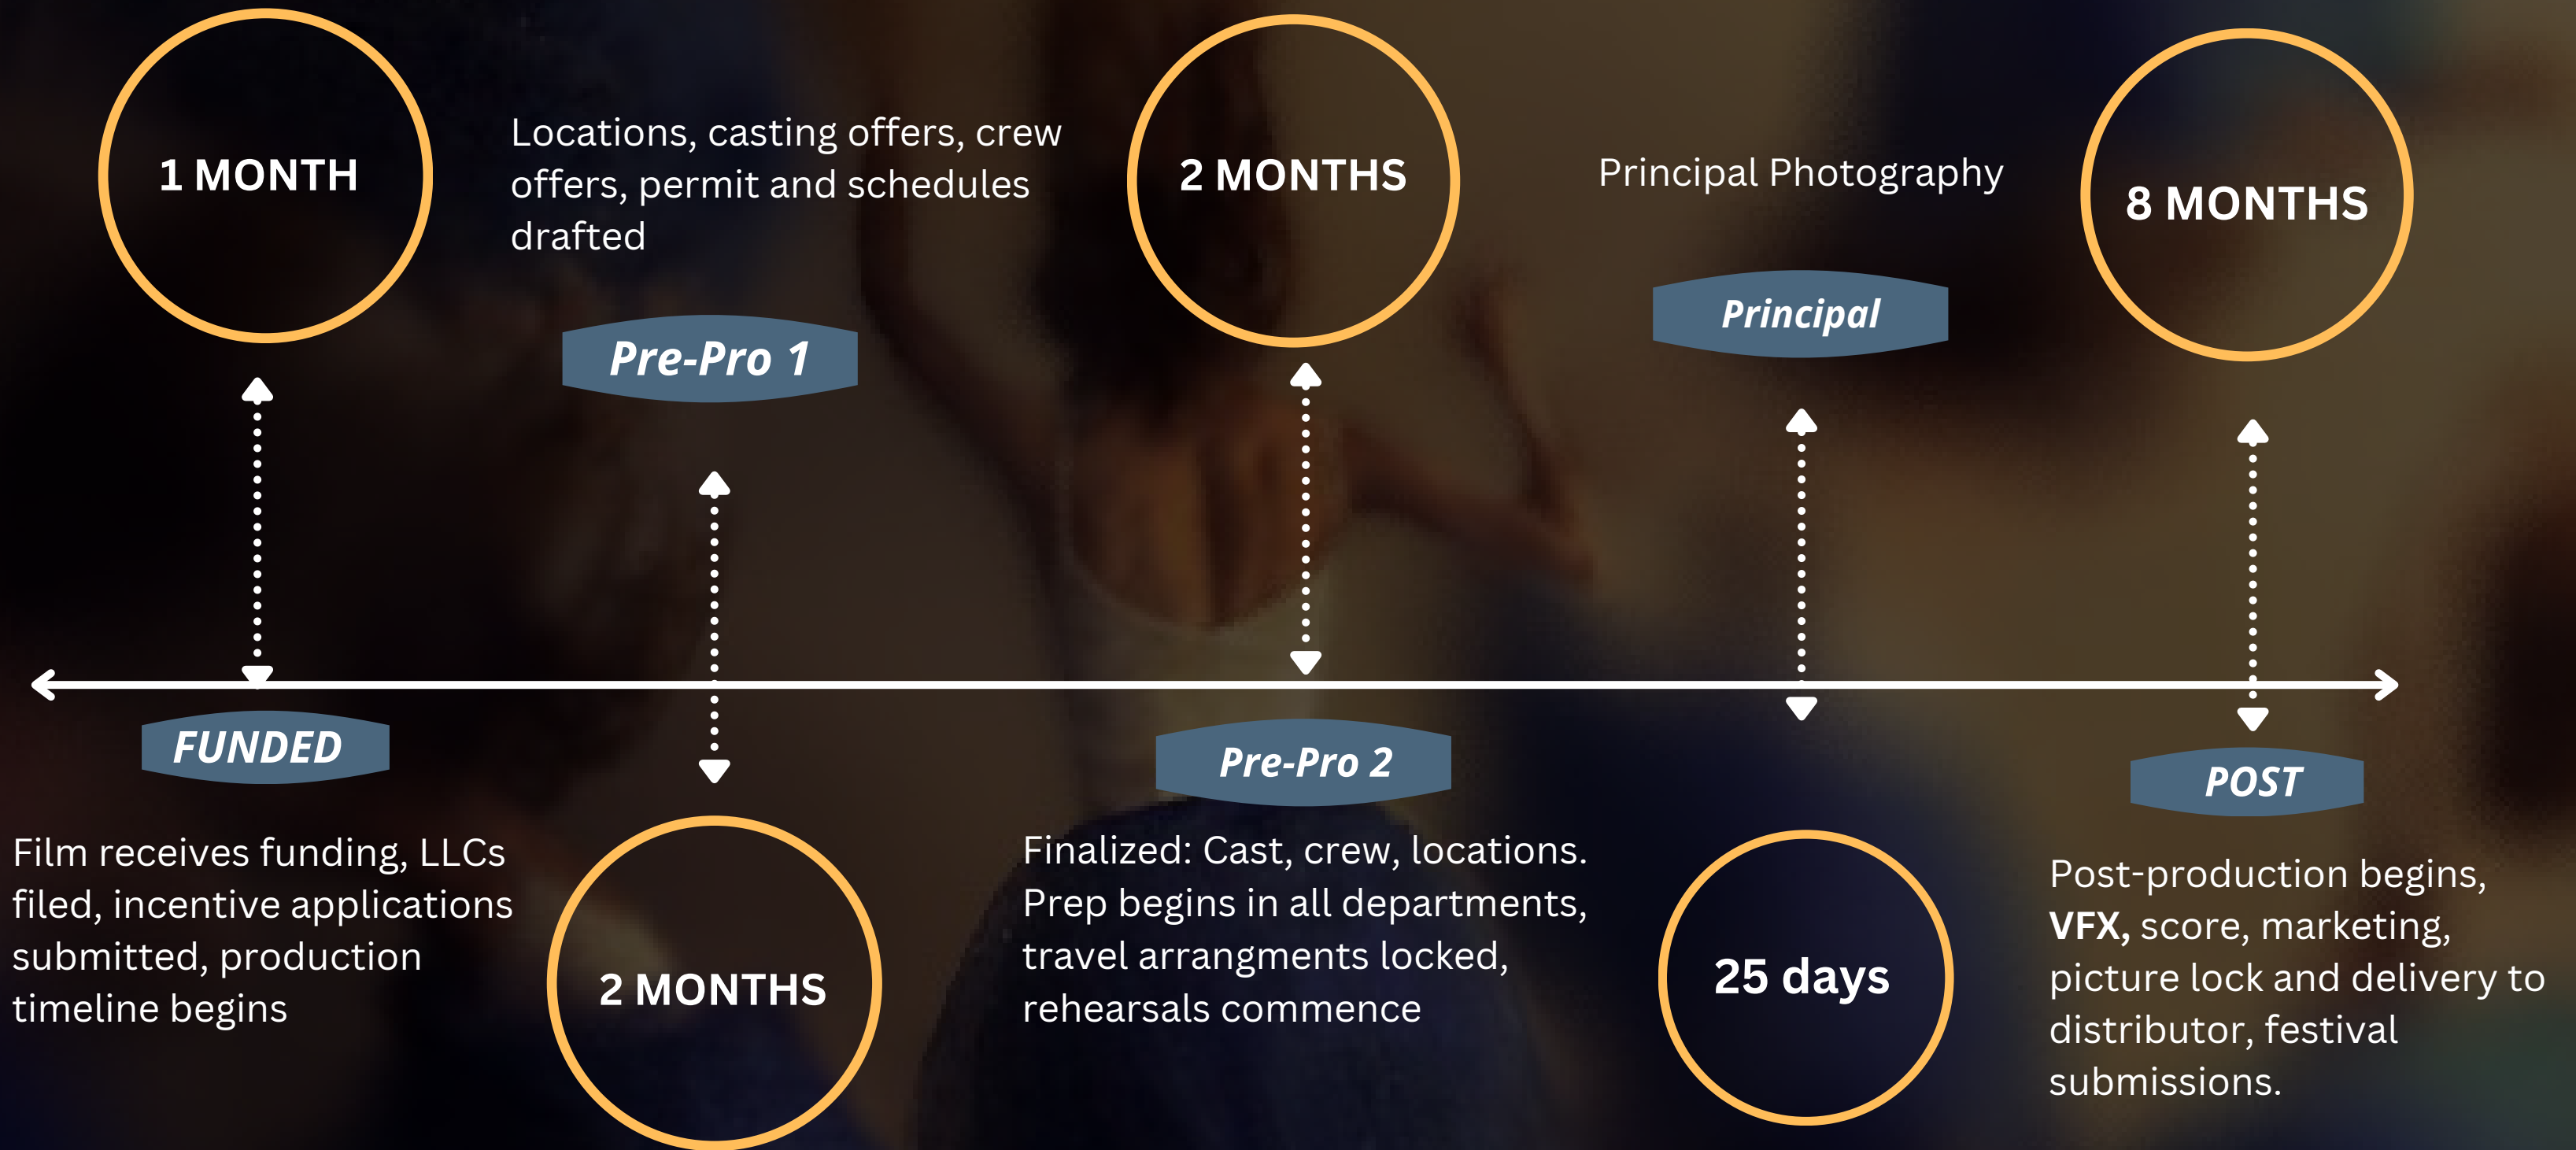 1 MONTH
FUNDED
Film receives funding, LLCs
filed, incentive applications
submitted, production
timeline begins
Locations, casting offers, crew
offers, permit and schedules
drafted
Pre-Pro 1
2 MONTHS
2 MONTHS
Pre-Pro 2
Finalized: Cast, crew, locations.
Prep begins in all departments,
travel arrangments locked,
rehearsals commence
Principal Photography
Principal
25 days
8 MONTHS
POST
Post-production begins,
VFX, score, marketing,
picture lock and delivery to
distributor, festival
submissions.